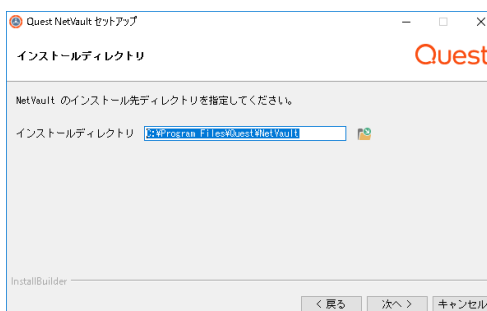 Quest NetVault セットアップ
インストールディレクトリ
Quest
NetVault のインストール先ディレクトリを指定してください。
インストールディレクトリ C:¥Program Files¥Quest¥NetVault
InstallBuilder
< 戻る 次へ > キャンセル